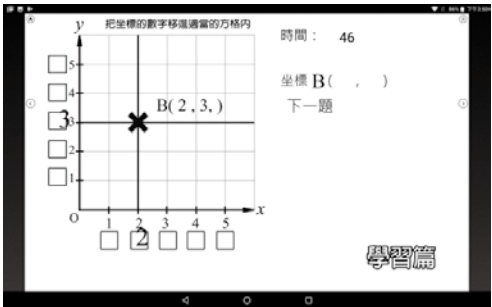 把坐標的數字移進適當的方格內
時間： 46
坐標 B( , )
下一題
y
5
4
B( 2 , 3, )
3 3
2
1
O
x
1 2 3 4 5
2
學習篇